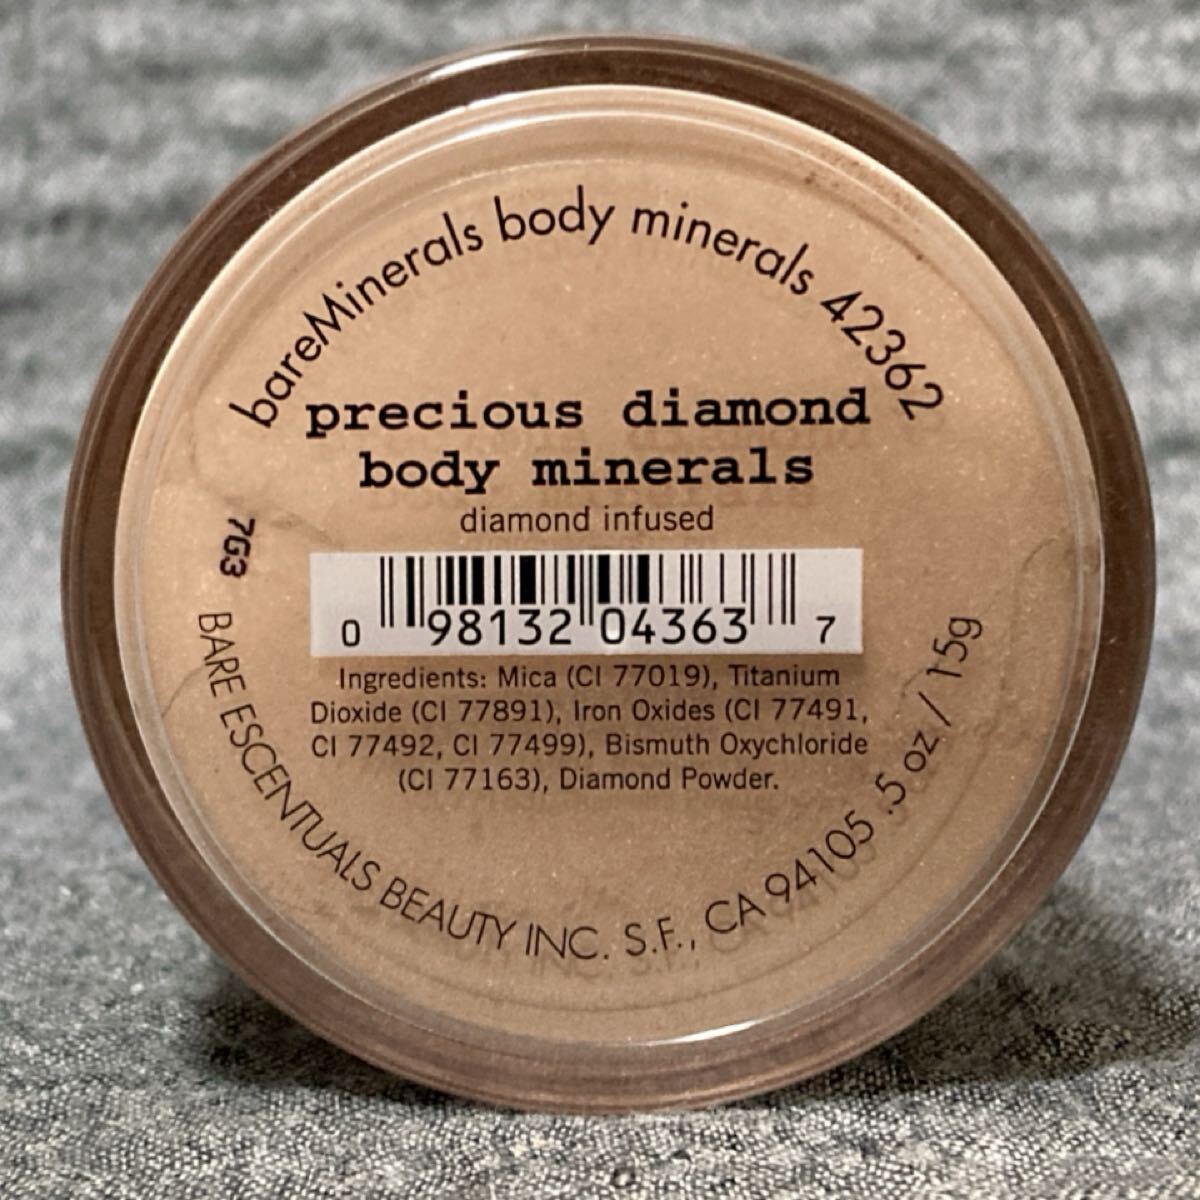 bareMinerals body minerals 42362
precious diamond
body minerals
diamond infused
7G3
0 98132 04363 7
Ingredients: Mica (CI 77019), Titanium
Dioxide (CI 77891), Iron Oxides (CI 77491,
CI 77492, CI 77499), Bismuth Oxychloride
(CI 77163), Diamond Powder.
BARE ESCENTUALS BEAUTY INC. S.F., CA 94105 .5 oz / 15g